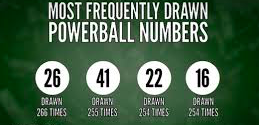 MOST FREQUENTLY DRAWN
POWERBALL NUMBERS
26 41 22 16
DRAWN DRAWN DRAWN DRAWN
266 TIMES 255 TIMES 254 TIMES 254 TIMES